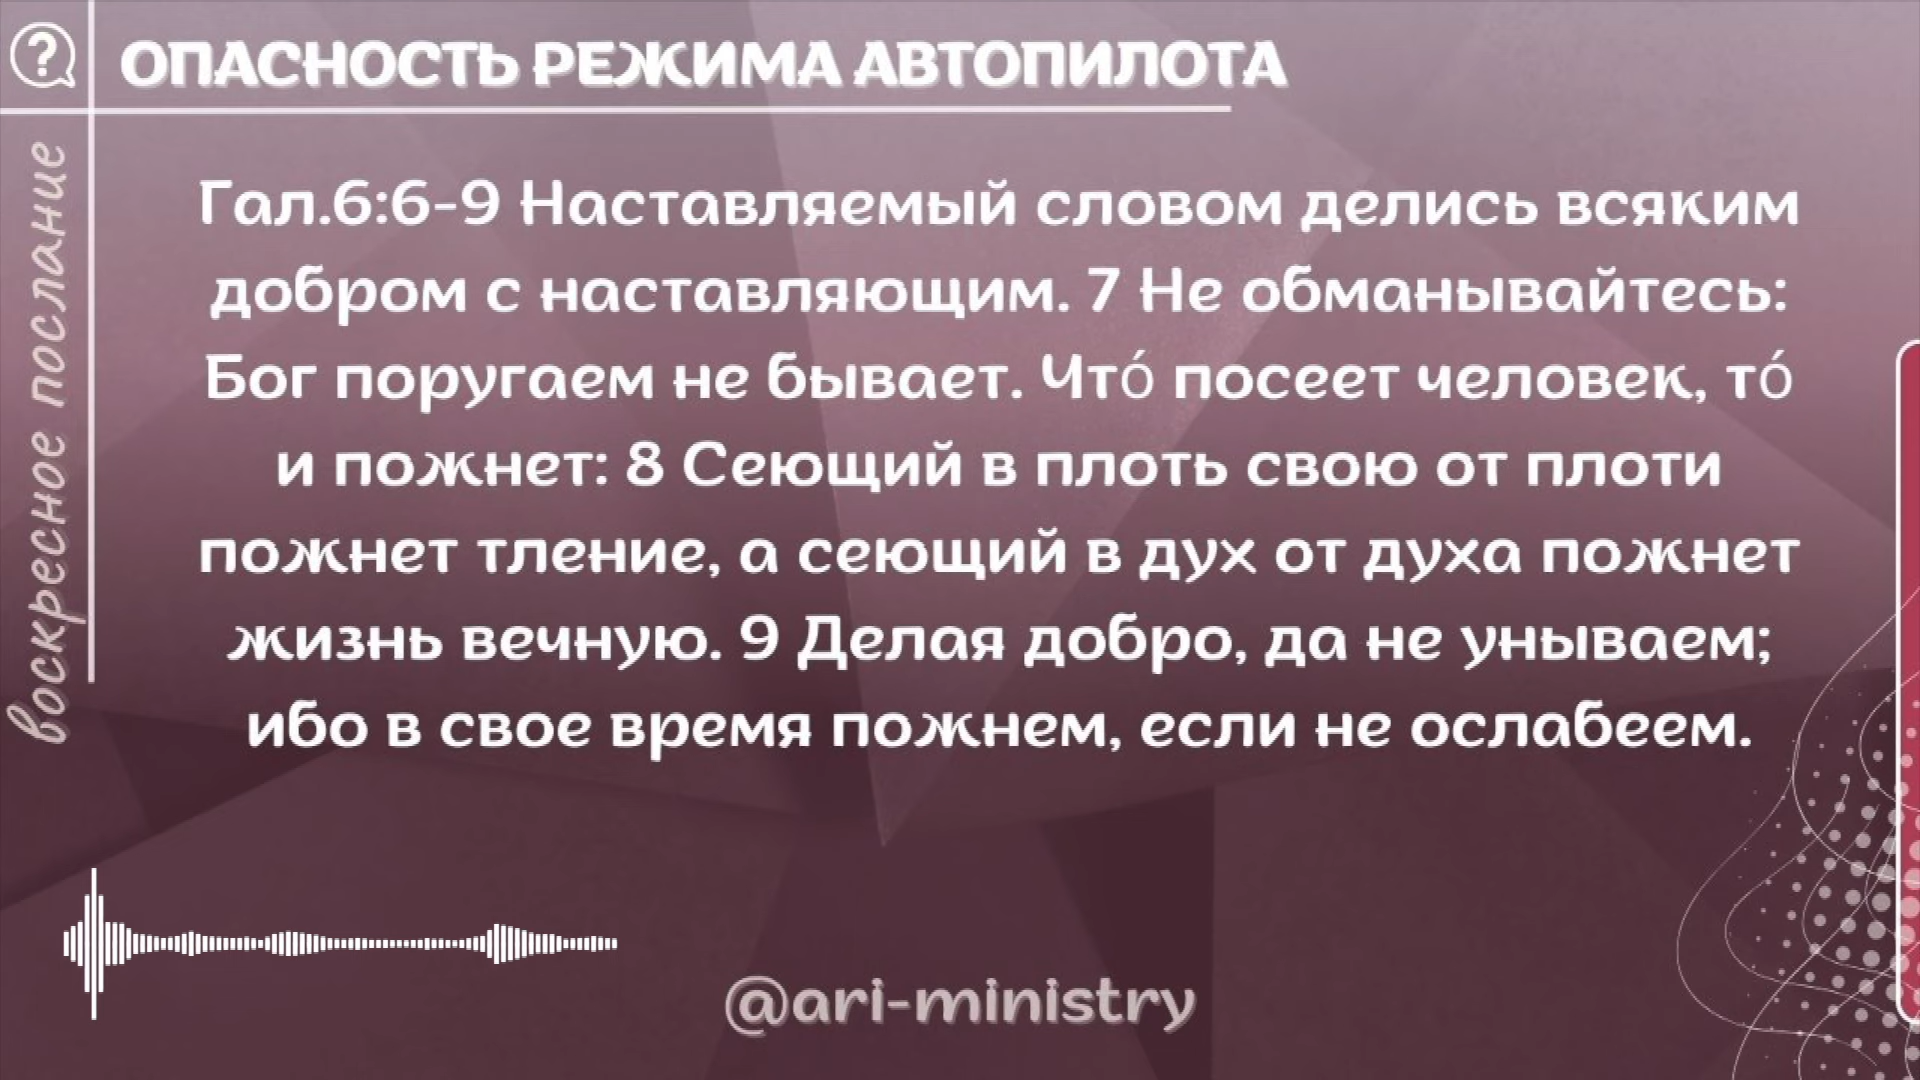 ?
ОПАСНОСТЬ РЕЖИМА АВТОПИЛОТА
воскресное послание
Гал.6:6-9 Наставляемый словом делись всяким
добром с наставляющим. 7 Не обманывайтесь:
Бог поругаем не бывает. Что́ посеет человек, то́
и пожнет: 8 Сеющий в плоть свою от плоти
пожнет тление, а сеющий в дух от духа пожнет
жизнь вечную. 9 Делая добро, да не унываем;
ибо в свое время пожнем, если не ослабеем.
@ari-ministry